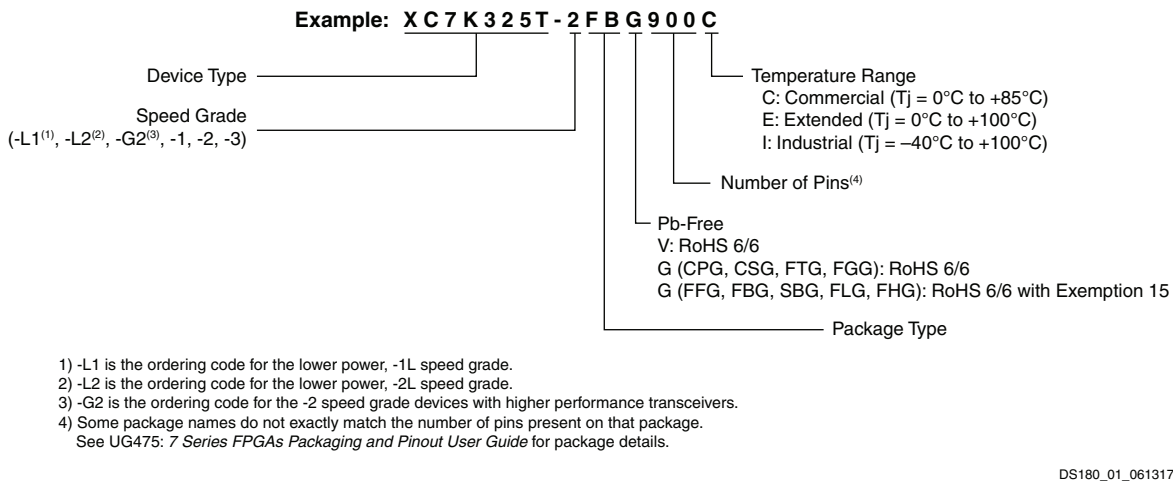 Example: XC7K325T-2FBG900C
Device Type
Speed Grade
(-L1(1), -L2(2), -G2(3), -1, -2, -3)
Temperature Range
C: Commercial (Tj = 0°C to +85°C)
E: Extended (Tj = 0°C to +100°C)
I: Industrial (Tj = –40°C to +100°C)
Number of Pins(4)
Pb-Free
V: RoHS 6/6
G (CPG, CSG, FTG, FGG): RoHS 6/6
G (FFG, FBG, SBG, FLG, FHG): RoHS 6/6 with Exemption 15
Package Type
1) -L1 is the ordering code for the lower power, -1L speed grade.
2) -L2 is the ordering code for the lower power, -2L speed grade.
3) -G2 is the ordering code for the -2 speed grade devices with higher performance transceivers.
4) Some package names do not exactly match the number of pins present on that package.
See UG475: 7 Series FPGAs Packaging and Pinout User Guide for package details.
DS180_01_061317